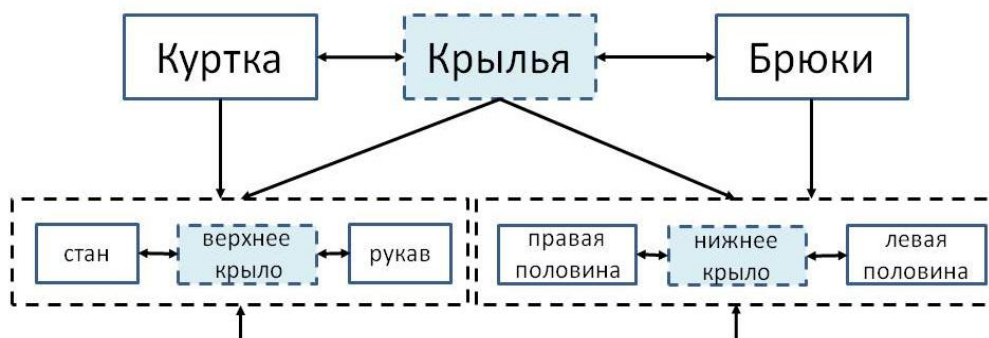 Куртка
Крылья
Брюки
стан
верхнее
крыло
рукав
правая
половина
нижнее
крыло
левая
половина